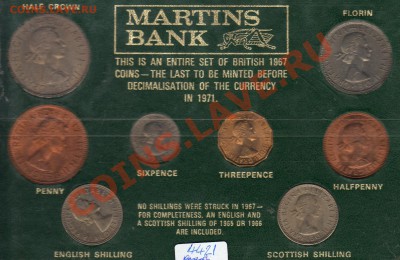 COINS.LAVE.RU
HALF CROWN
FLORIN
MARTINS
BANK
THIS IS AN ENTIRE SET OF BRITISH 1967
COINS—THE LAST TO BE MINTED BEFORE
DECIMALISATION OF THE CURRENCY
IN 1971.
PENNY
SIXPENCE
THREEPENCE
HALFPENNY
NO SHILLINGS WERE STRUCK IN 1967—
FOR COMPLETENESS, AN ENGLISH AND
A SCOTTISH SHILLING OF 1965 OR 1966
ARE INCLUDED.
ENGLISH SHILLING
4421
SCOTTISH SHILLING